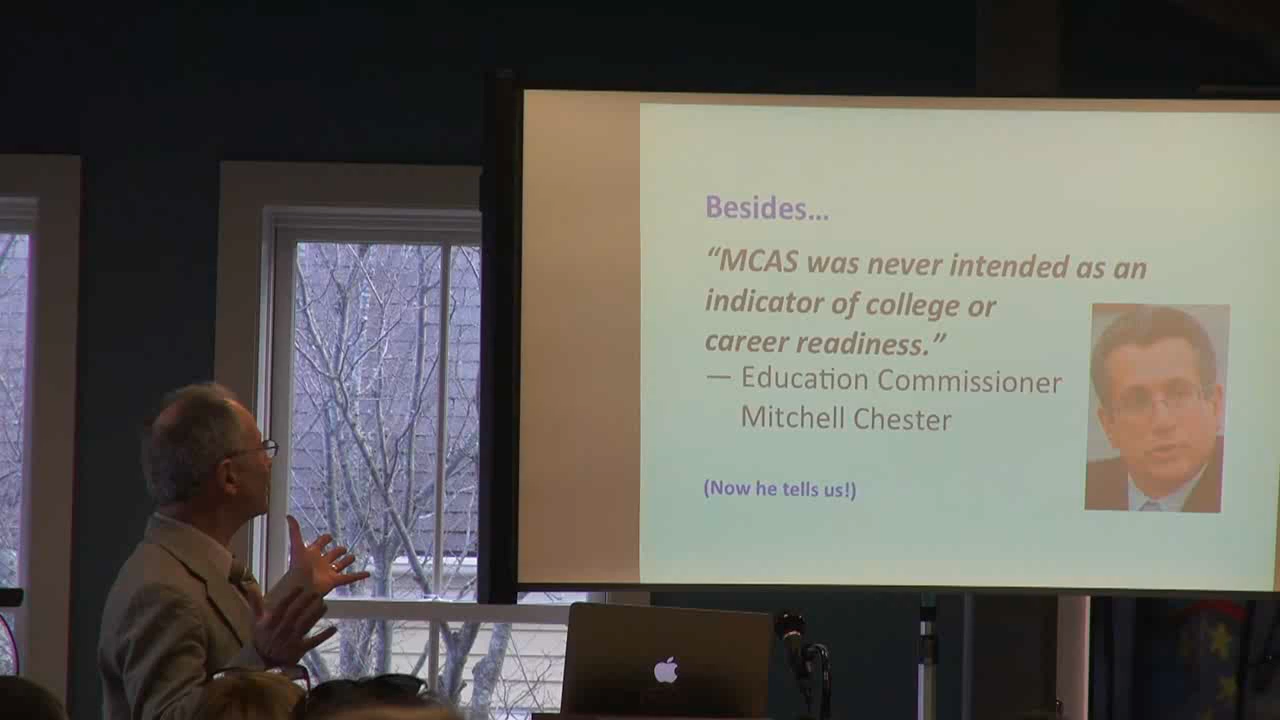 Besides…
“MCAS was never intended as an
indicator of college or
career readiness.”
— Education Commissioner
Mitchell Chester
(Now he tells us!)